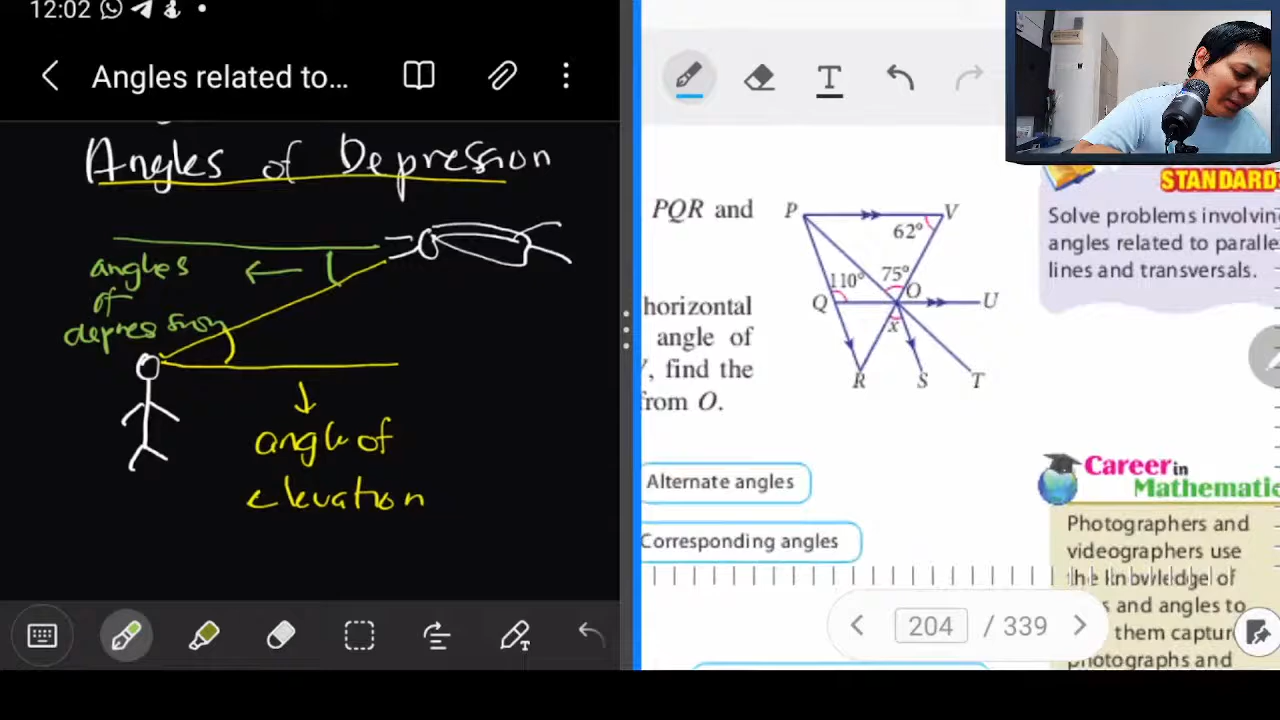 12:02
Angles related to...
Angles of Depression
angles
of
depression
angle of
elevation
T
PQR and
horizontal
angle of
, find the
from O.
P
V
62°
110°
75°
O
Q
U
x
R
S
T
Alternate angles
Corresponding angles
204 / 339
STANDARD
Solve problems involvin
angles related to paralle
lines and transversals.
Career in
Mathematic
Photographers and
videographers use
the knowledge of
s and angles to
them captur
photographs and